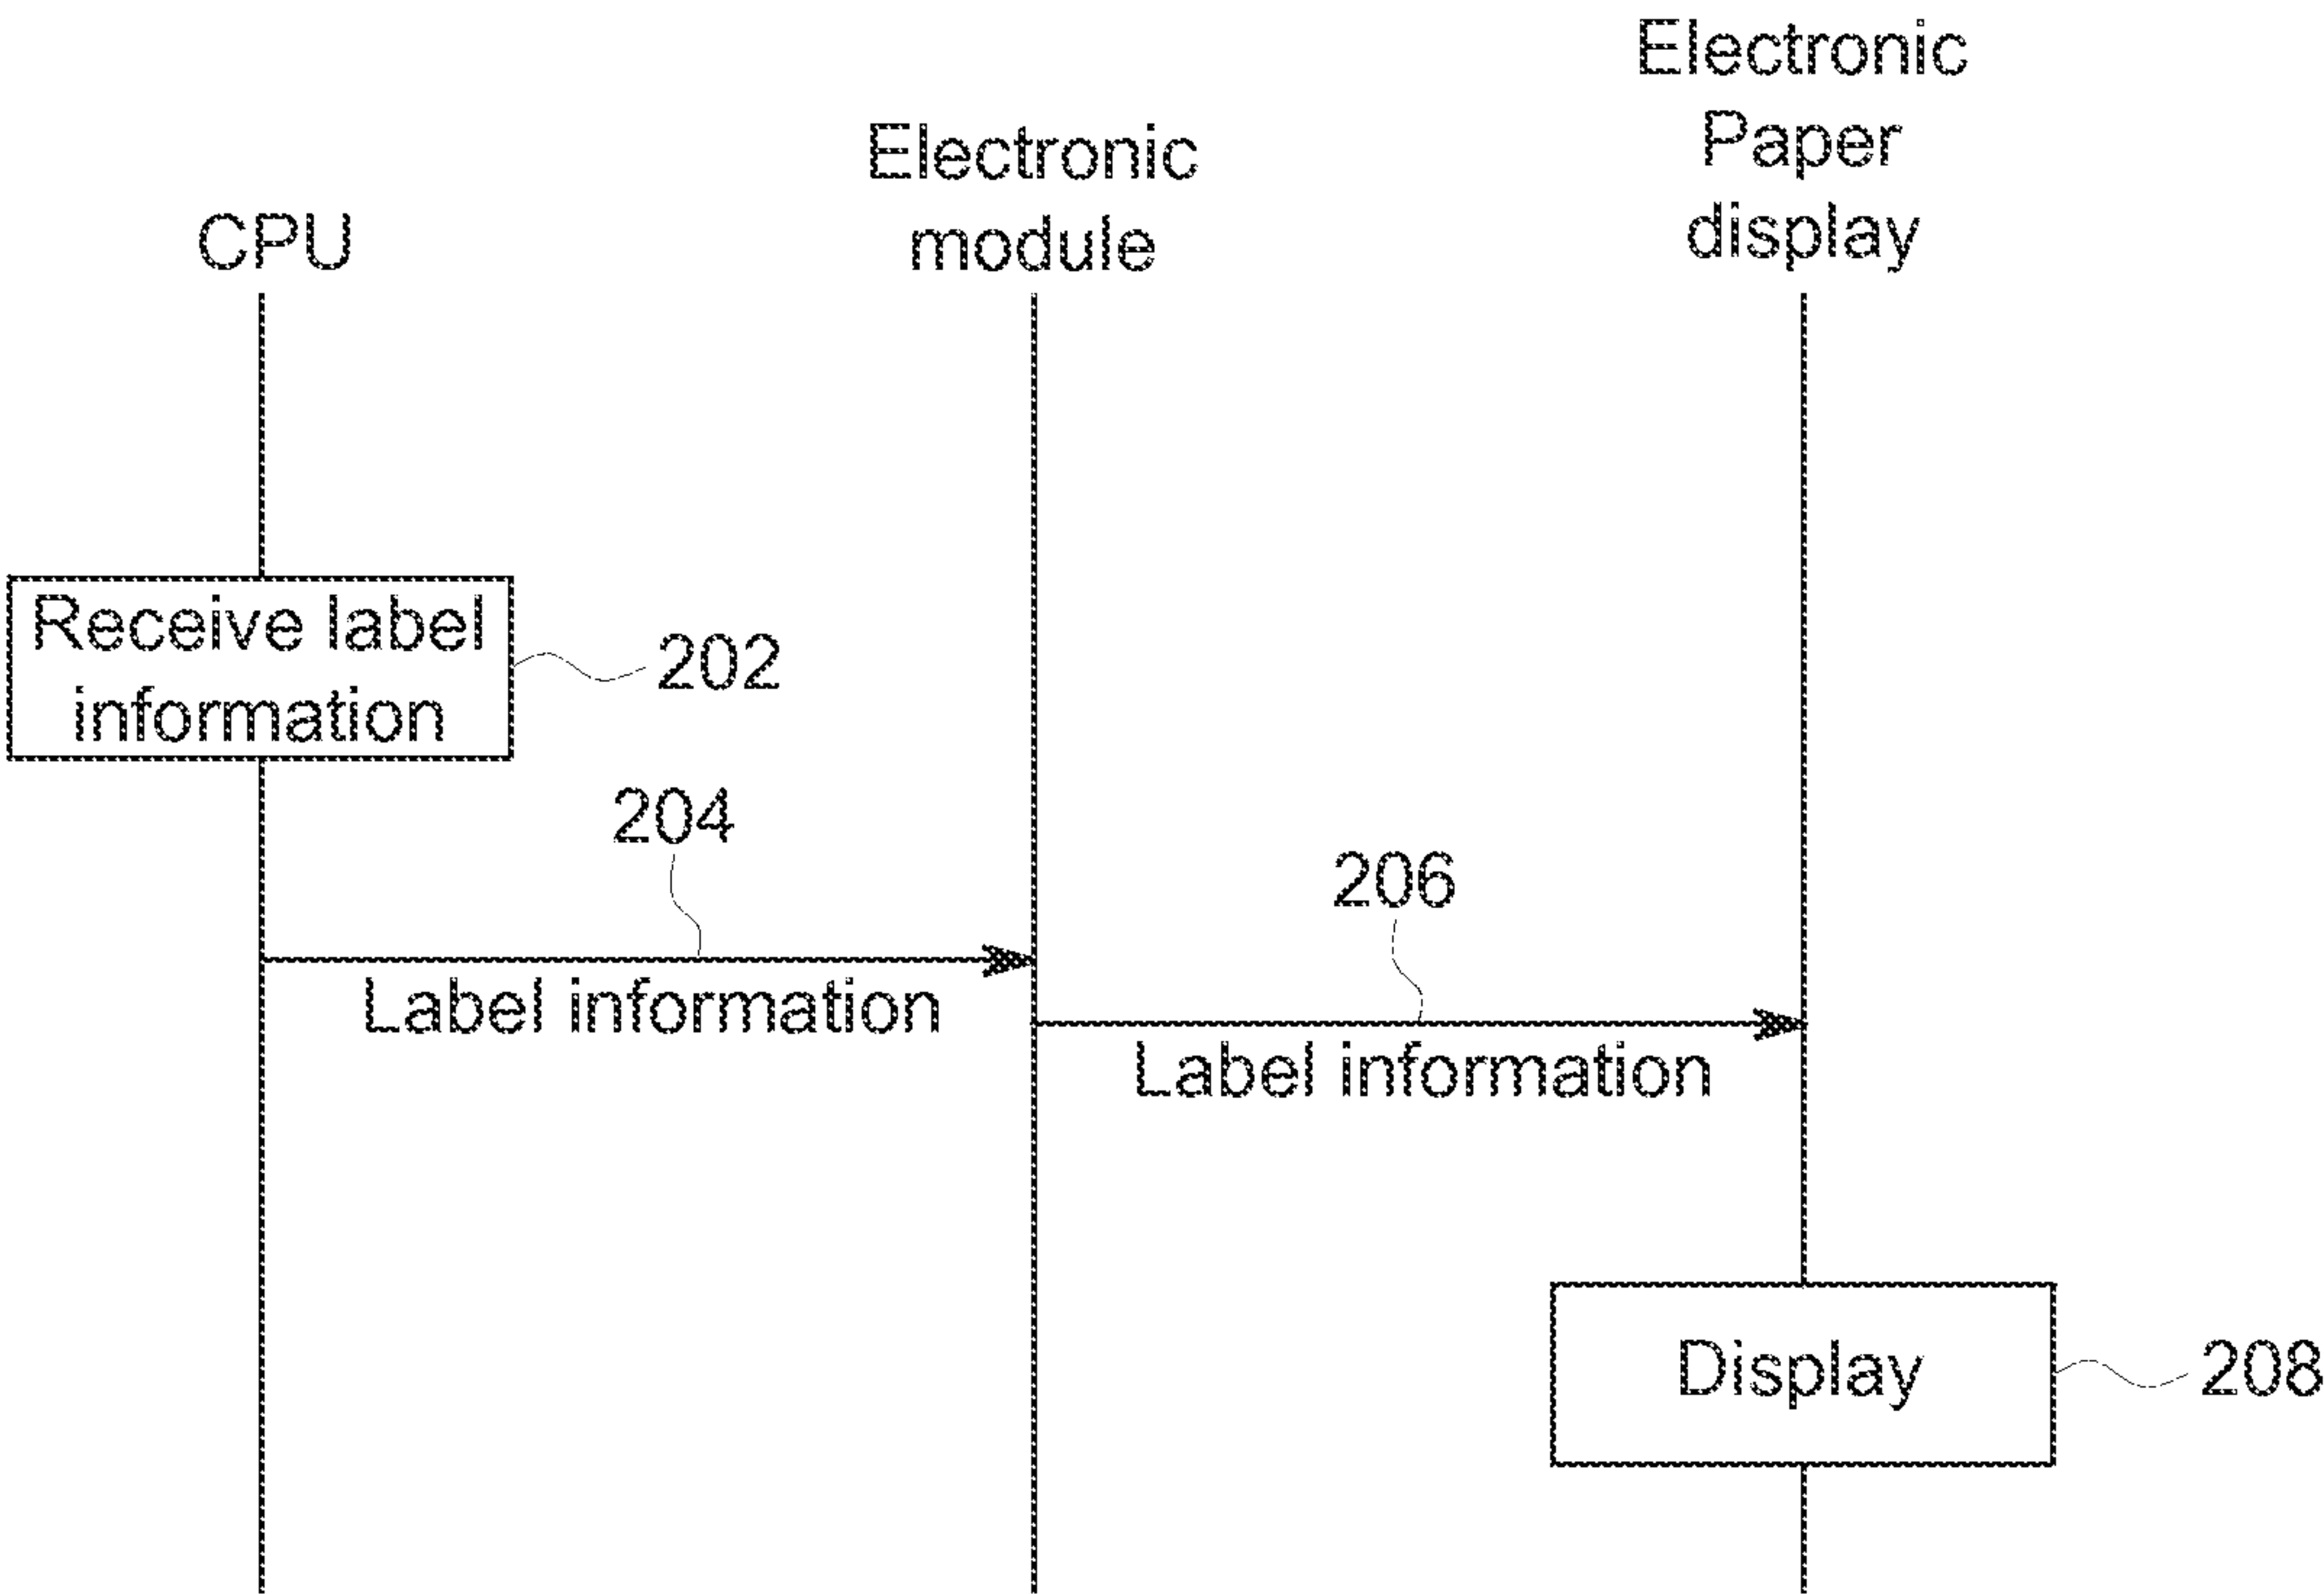 CPU
Electronic
module
Electronic
Paper
display
Receive label
information
202
204
Label information
206
Label information
Display
208